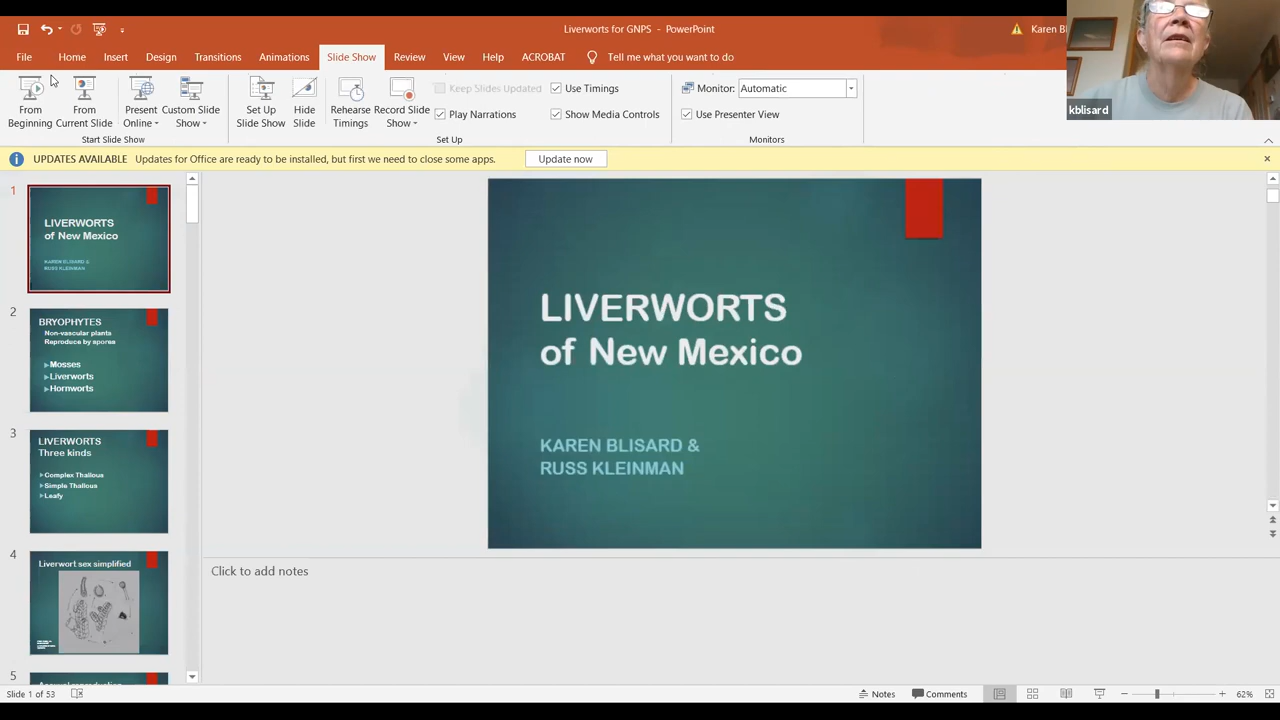 Liverworts for GNPS - PowerPoint
Karen Bl
File Home Insert Design Transitions Animations Slide Show Review View Help ACROBAT Tell me what you want to do
From Beginning
From Current Slide
Present Online
Custom Slide Show
Set Up Slide Show
Hide Slide
Rehearse Timings
Record Slide Show
Keep Slides Updated
Play Narrations
Use Timings
Show Media Controls
Monitor: Automatic
Use Presenter View
kblisard
Start Slide Show
Set Up
Monitors
UPDATES AVAILABLE Updates for Office are ready to be installed, but first we need to close some apps. Update now
1
LIVERWORTS
of New Mexico
KAREN BLISARD &
RUSS KLEINMAN
2
BRYOPHYTES
Non-vascular plants
Reproduce by spores
Mosses
Liverworts
Hornworts
3
LIVERWORTS
Three kinds
Complex Thallous
Simple Thallous
Leafy
4
Liverwort sex simplified
5
LIVERWORTS
of New Mexico
KAREN BLISARD &
RUSS KLEINMAN
Click to add notes
Slide 1 of 53
Notes
Comments
62%